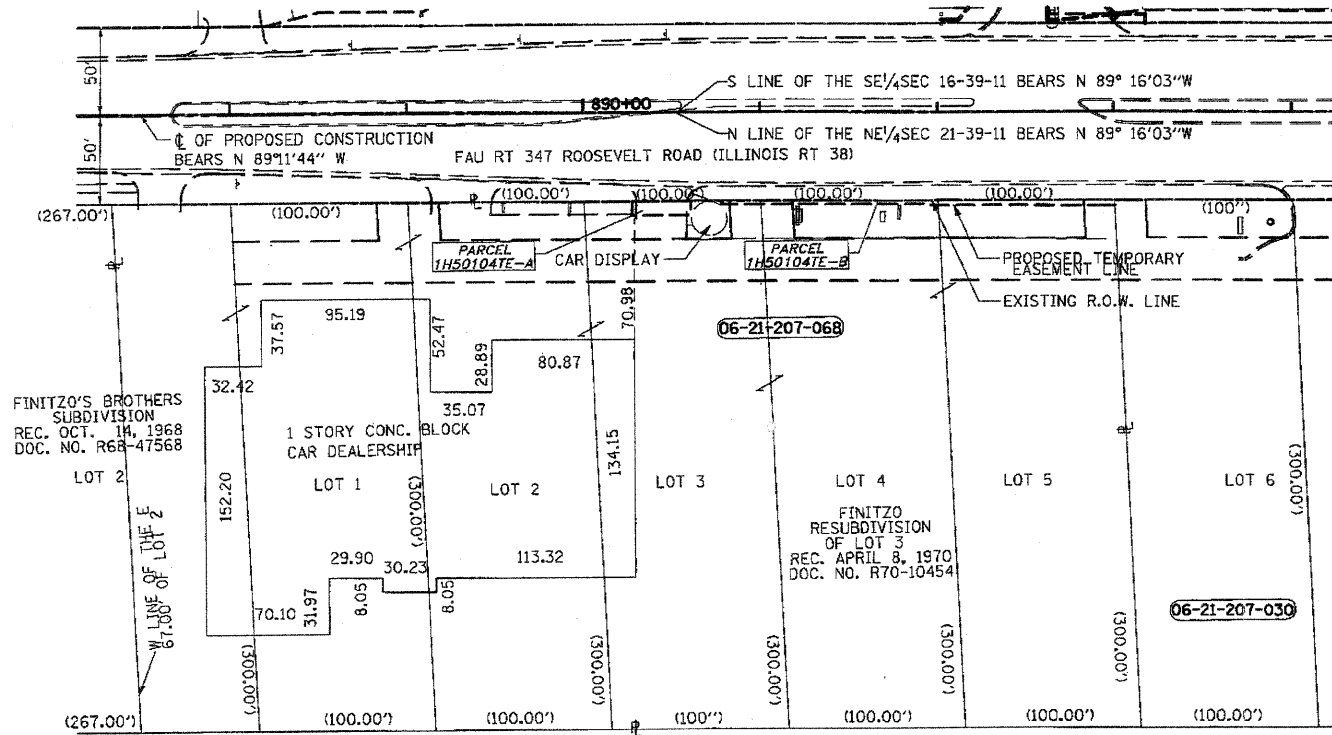 50'
S LINE OF THE SE¼SEC 16-39-11 BEARS N 89° 16'03"W
890+00
N LINE OF THE NE¼SEC 21-39-11 BEARS N 89° 16'03"W
50'
℄ OF PROPOSED CONSTRUCTION
BEARS N 89°11'44" W
FAU RT 347 ROOSEVELT ROAD (ILLINOIS RT 38)
(100.00')
(100.00')
(100.00')
(100.00')
(267.00')
(100.00')
(100")
PARCEL
1H50104TE-A
CAR DISPLAY
PARCEL
1H50104TE-B
PROPOSED TEMPORARY
EASEMENT LINE
EXISTING R.O.W. LINE
95.19
37.57
52.47
70.98
06-21-207-068
28.89
80.87
32.42
35.07
FINITZO'S BROTHERS
SUBDIVISION
REC. OCT. 14, 1968
DOC. NO. R68-47568
LOT 2
1 STORY CONC. BLOCK
CAR DEALERSHIP
134.15
152.20
LOT 1
(300.00')
LOT 2
LOT 3
LOT 4
LOT 5
LOT 6
(300.00')
FINITZO
RESUBDIVISION
OF LOT 3
REC. APRIL 8, 1970
DOC. NO. R70-10454
W LINE OF THE E
67.00' OF LOT 2
29.90
30.23
113.32
70.10
31.97
8.05
8.05
06-21-207-030
(300.00')
(300.00')
(300.00')
(300.00')
(300.00')
(267.00')
(100.00')
(100.00')
(100")
(100.00')
(100.00')
(100.00')